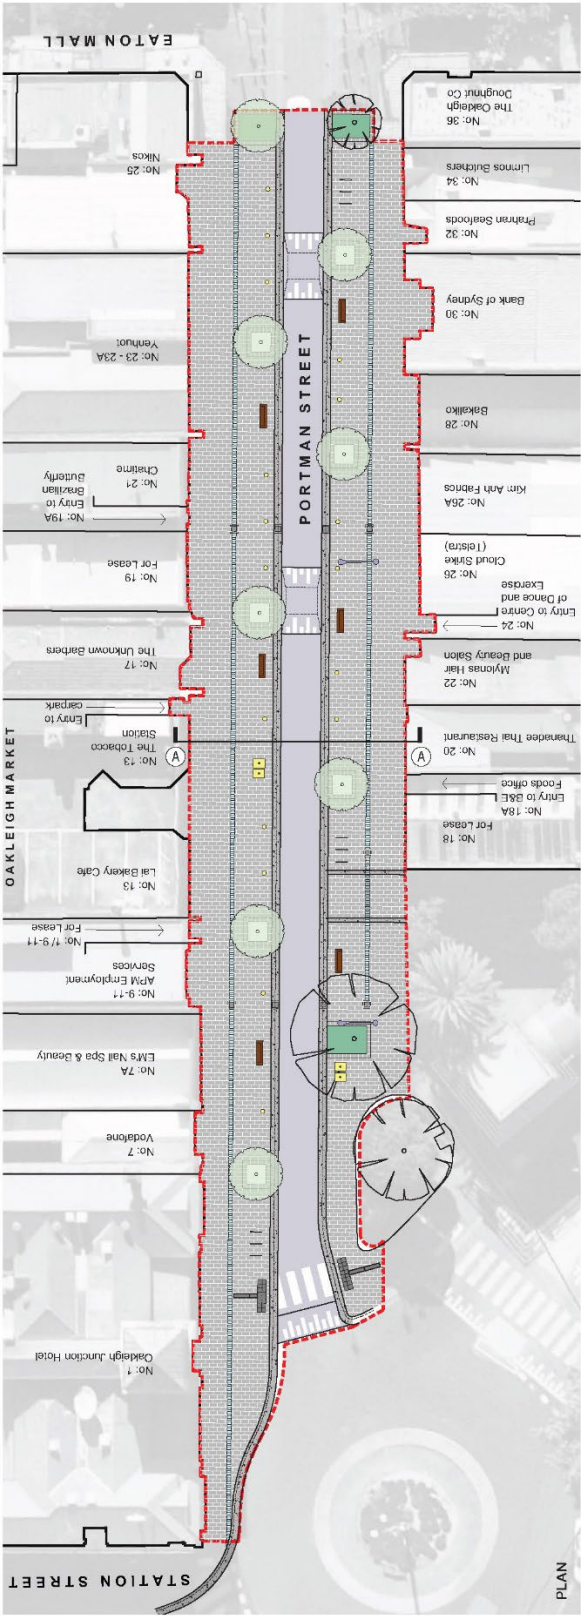 EATON MALL
No: 25
Nikos
No: 23 - 23A
Yenhuot
No: 21
Chatime
No: 19A
Entry to
Brazilian
Butterfly
No: 19
For Lease
No: 17
The Unknown Barbers
Entry to
carpark
OAKLEIGH MARKET
No: 13
The Tobacco
Station
No: 13
Lai Bakery Cafe
No: 1/ 9-11
For Lease
No: 9-11
APM Employment
Services
No: 7A
EM's Nail Spa & Beauty
No: 7
Vodafone
No: 1
Oakleigh Junction Hotel
STATION STREET
PORTMAN STREET
A
A
No: 36
The Oakleigh
Doughnut Co
No: 34
Limnos Butchers
No: 32
Prahran Seafoods
No: 30
Bank of Sydney
No: 28
Bakaliko
No: 26A
Kim Anh Fabrics
No: 26
Cloud Strike
(Telstra)
No: 24
Entry to Centre
of Dance and
Exercise
No: 22
Mylonas Hair
and Beauty Salon
No: 20
Thanadee Thai Restaurant
No: 18A
Entry to B&E
Foods office
No: 18
For Lease
PLAN